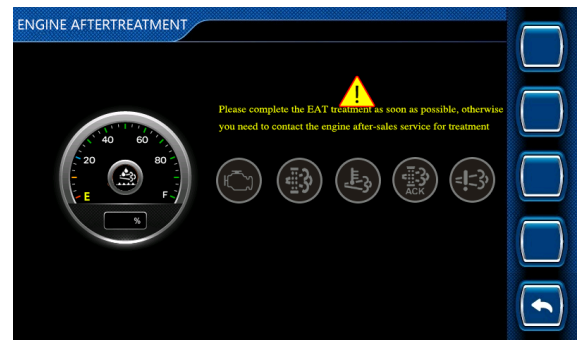 ENGINE AFTERTREATMENT
Please complete the EAT treatment as soon as possible, otherwise
you need to contact the engine after-sales service for treatment
40 60
20 80
E F
%
ACK